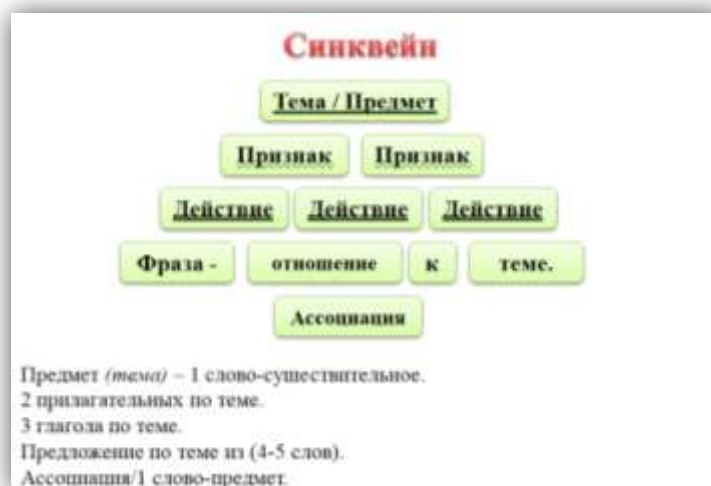 Синквейн
Тема / Предмет
Признак Признак
Действие Действие Действие
Фраза - отношение к теме.
Ассоциация
Предмет (тема) – 1 слово-существительное.
2 прилагательных по теме.
3 глагола по теме.
Предложение по теме из (4-5 слов).
Ассоциация/1 слово-предмет.